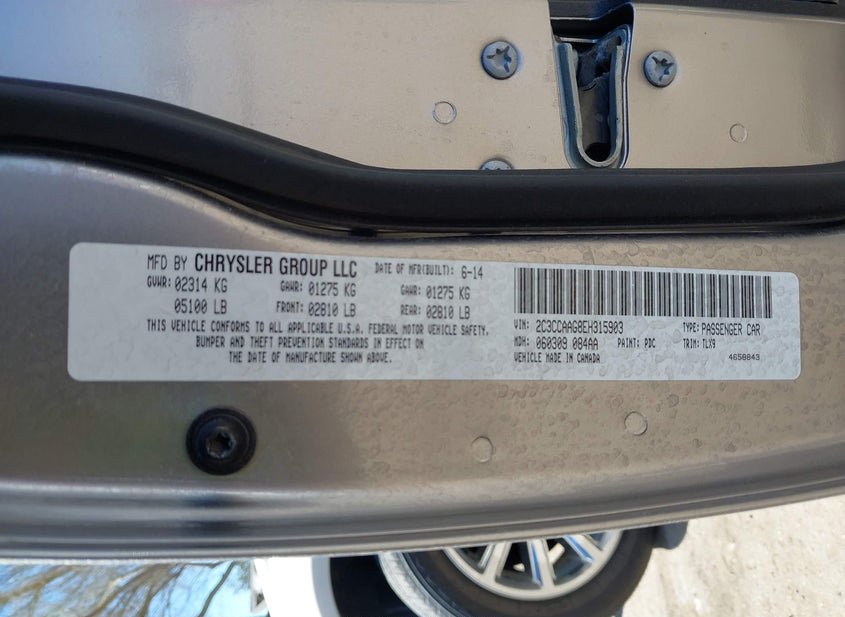 MFD BY CHRYSLER GROUP LLC DATE OF MFR(BUILT): 6-14
GVWR: 02314 KG GAWR: 01275 KG GAWR: 01275 KG
05100 LB FRONT: 02810 LB REAR: 02810 LB
THIS VEHICLE CONFORMS TO ALL APPLICABLE U.S.A. FEDERAL MOTOR VEHICLE SAFETY,
BUMPER AND THEFT PREVENTION STANDARDS IN EFFECT ON
THE DATE OF MANUFACTURE SHOWN ABOVE.
VIN: 2C3CCAAG8EH315903 TYPE: PASSENGER CAR
MDH: 060309 084AA PAINT: PDC TRIM: TLX9
VEHICLE MADE IN CANADA 4658843